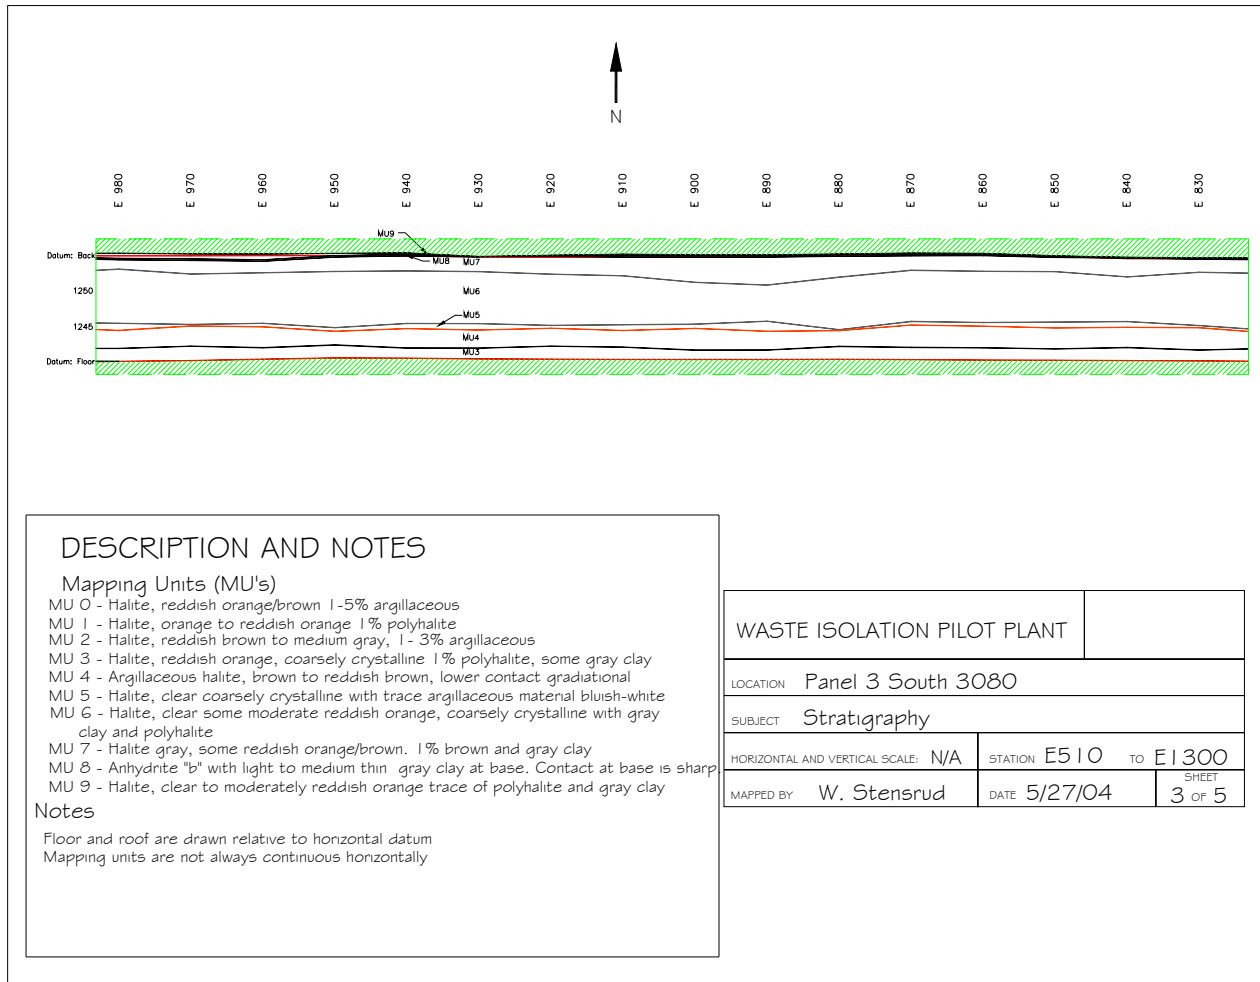 N
E 980
E 970
E 960
E 950
E 940
E 930
E 920
E 910
E 900
E 890
E 880
E 870
E 860
E 850
E 840
E 830
MU9
Datum: Back
MU8
MU7
1250
MU6
MU5
1245
MU4
MU3
Datum: Floor
DESCRIPTION AND NOTES
Mapping Units (MU's)
MU 0 - Halite, reddish orange/brown 1-5% argillaceous
MU 1 - Halite, orange to reddish orange 1% polyhalite
MU 2 - Halite, reddish brown to medium gray, 1- 3% argillaceous
MU 3 - Halite, reddish orange, coarsely crystalline 1% polyhalite, some gray clay
MU 4 - Argillaceous halite, brown to reddish brown, lower contact gradiational
MU 5 - Halite, clear coarsely crystalline with trace argillaceous material bluish-white
MU 6 - Halite, clear some moderate reddish orange, coarsely crystalline with gray
clay and polyhalite
MU 7 - Halite gray, some reddish orange/brown. 1% brown and gray clay
MU 8 - Anhydrite "b" with light to medium thin gray clay at base. Contact at base is sharp.
MU 9 - Halite, clear to moderately reddish orange trace of polyhalite and gray clay
Notes
Floor and roof are drawn relative to horizontal datum
Mapping units are not always continuous horizontally
WASTE ISOLATION PILOT PLANT
LOCATION Panel 3 South 3080
SUBJECT Stratigraphy
HORIZONTAL AND VERTICAL SCALE: N/A
STATION E510 TO E1300
MAPPED BY W. Stensrud
DATE 5/27/04
SHEET
3 OF 5